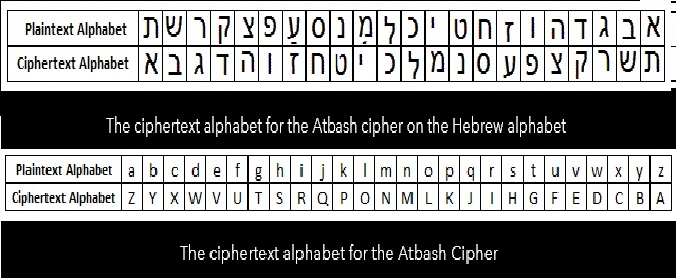 Plaintext Alphabet א ב ג ד ה ו ז ח ט י כ ל מ נ ס ע פ צ ק ר ש ת
Ciphertext Alphabet ת ש ר ק צ פ ע ס נ מ ל כ י ט ח ז ו ה ד ג ב א
The ciphertext alphabet for the Atbash cipher on the Hebrew alphabet
Plaintext Alphabet a b c d e f g h i j k l m n o p q r s t u v w x y z
Ciphertext Alphabet Z Y X W V U T S R Q P O N M L K J I H G F E D C B A
The ciphertext alphabet for the Atbash Cipher